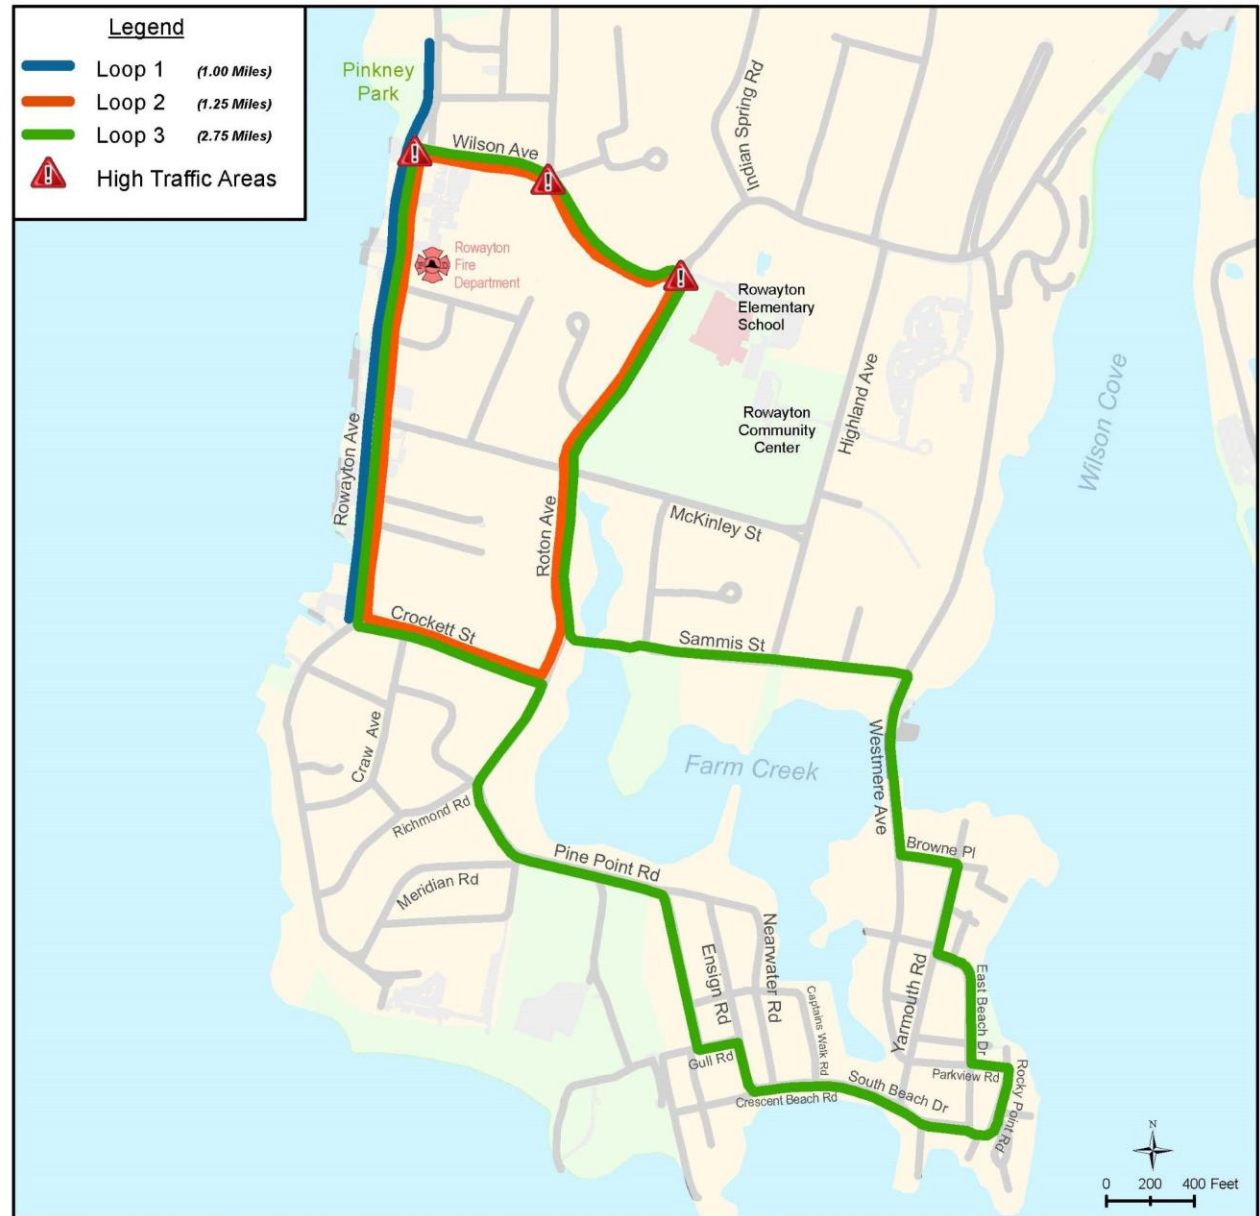 Legend
Loop 1 (1.00 Miles)
Loop 2 (1.25 Miles)
Loop 3 (2.75 Miles)
High Traffic Areas
Pinkney
Park
Wilson Ave
Indian Spring Rd
Rowayton
Fire
Department
Rowayton
Elementary
School
Highland Ave
Rowayton
Community
Center
Wilson Cove
Rowayton Ave
Roton Ave
McKinley St
Crockett St
Sammis St
Craw Ave
Westmere Ave
Farm Creek
Richmond Rd
Browne Pl
Pine Point Rd
Meridian Rd
Nearwater Rd
Ensign Rd
Yarmouth Rd
East Beach Dr
Captains Walk Rd
Gull Rd
Parkview Rd
Rocky Point Rd
South Beach Dr
Crescent Beach Rd
N
0 200 400 Feet